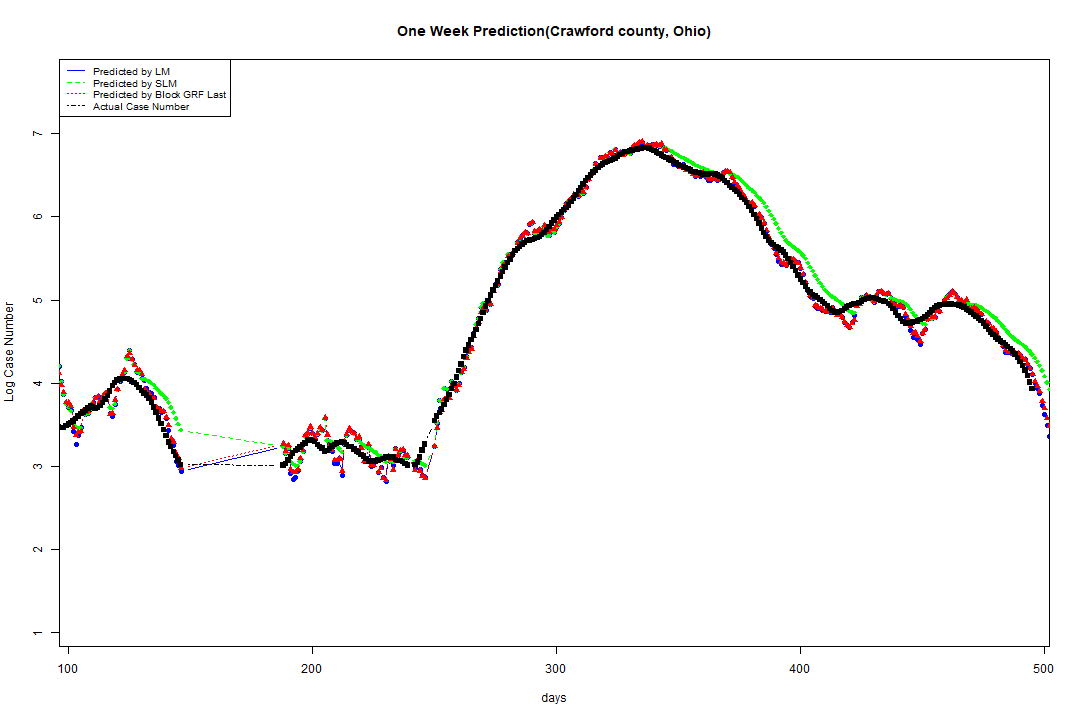 One Week Prediction(Crawford county, Ohio)
Predicted by LM
Predicted by SLM
Predicted by Block GRF Last
Actual Case Number
7
6
5
4
3
2
1
Log Case Number
100 200 300 400 500
days